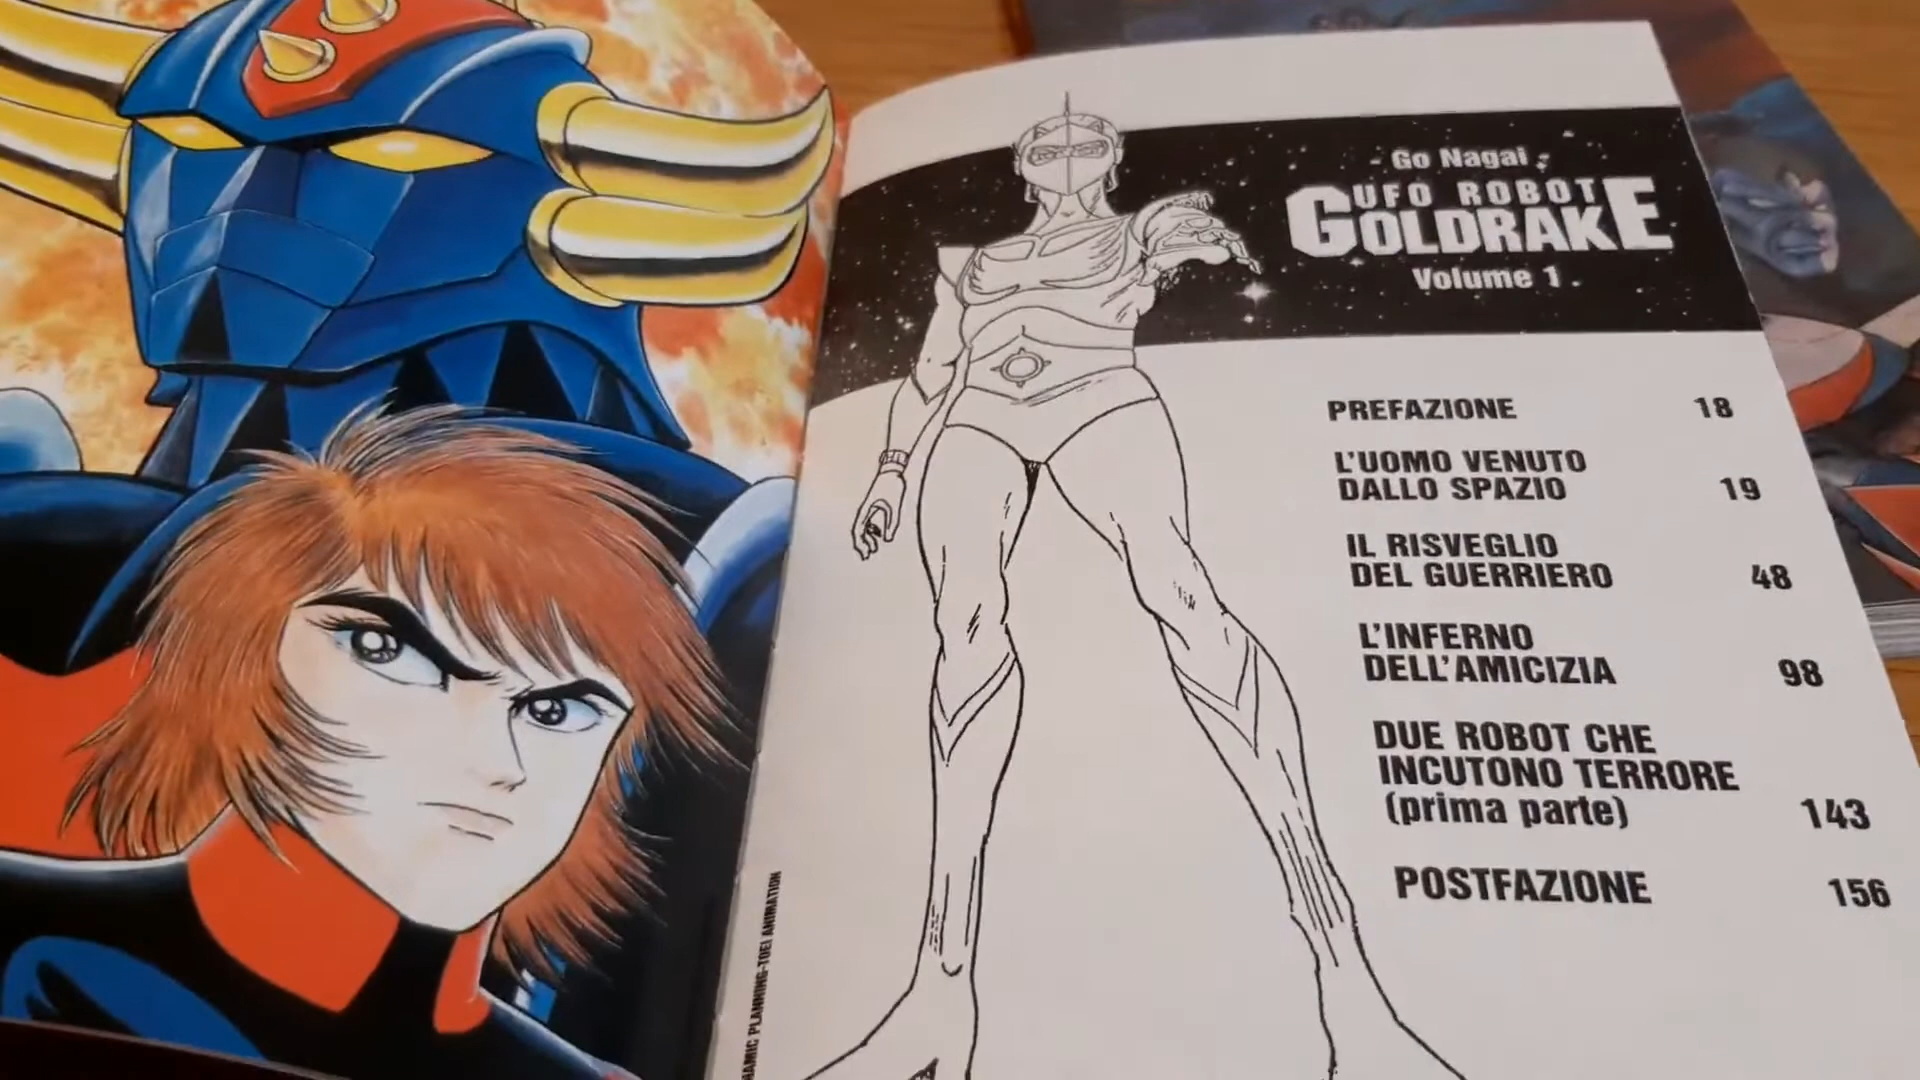 Go Nagai
UFO ROBOT
GOLDRAKE
Volume 1
PREFAZIONE 18
L'UOMO VENUTO
DALLO SPAZIO 19
IL RISVEGLIO
DEL GUERRIERO 48
L'INFERNO
DELL'AMICIZIA 98
DUE ROBOT CHE
INCUTONO TERRORE
(prima parte) 143
POSTFAZIONE 156
PLANNING-TOEI ANIMATION